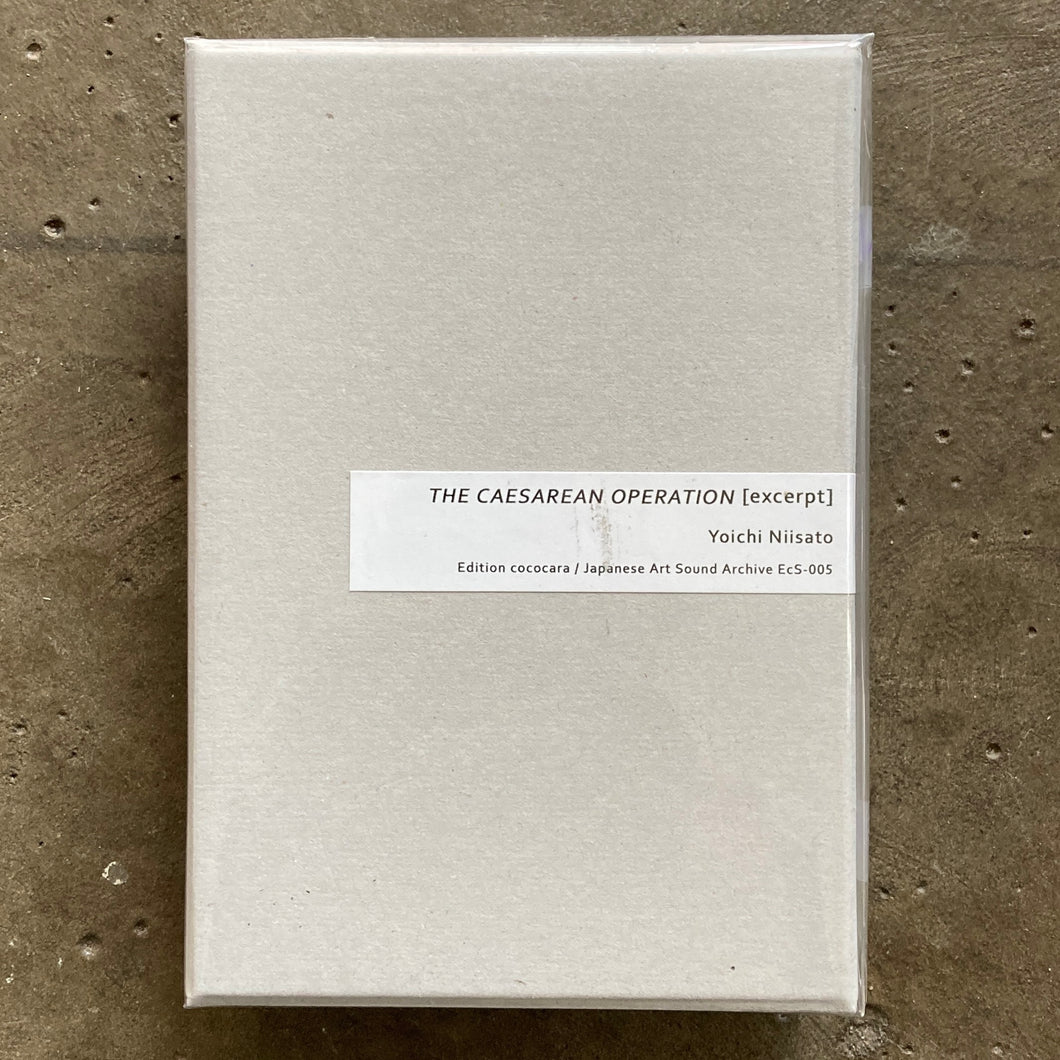 THE CAESAREAN OPERATION [excerpt]
Yoichi Niisato
Edition cococara / Japanese Art Sound Archive EcS-005